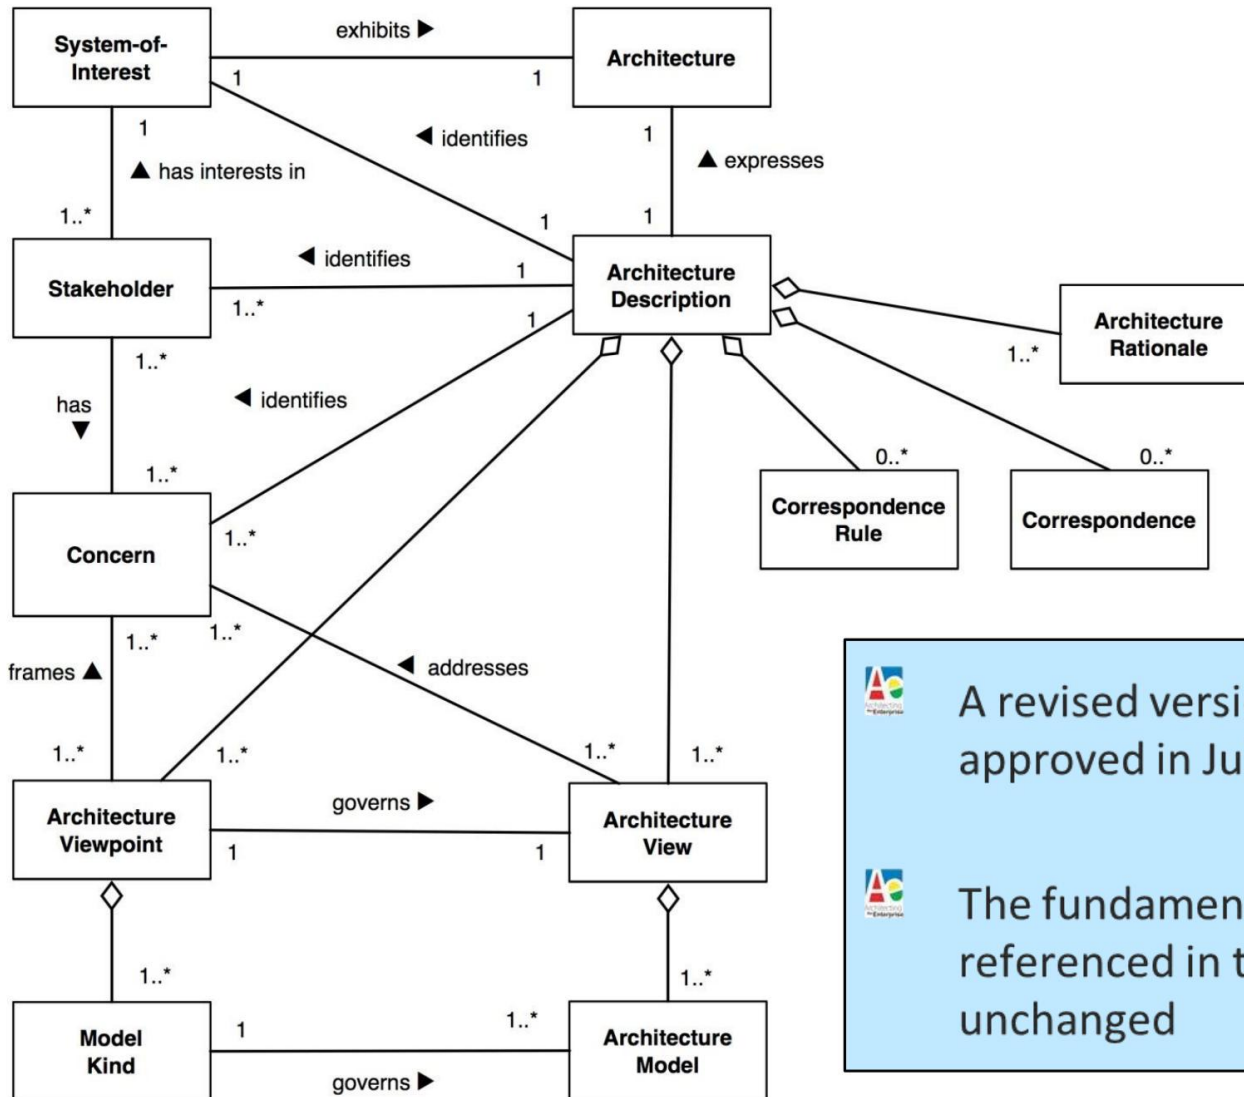 System-of-
Interest
exhibits ▶
1
1
Architecture
1
◀ identifies
1
▲ has interests in
▲ expresses
1..*
1
1
Stakeholder
◀ identifies
1
1..*
Architecture
Description
1
Architecture
Rationale
1..*
1..*
has
▼
◀ identifies
1..*
0..*
0..*
Correspondence
Rule
Correspondence
Concern
1..*
1..*
1..*
frames ▲
◀ addresses
1..*
1..*
1..*
1..*
Architecture
Viewpoint
governs ▶
1
1
Architecture
View
1..*
1..*
Model
Kind
1
1..*
governs ▶
Architecture
Model
A revised versi
approved in Ju
The fundamen
referenced in t
unchanged